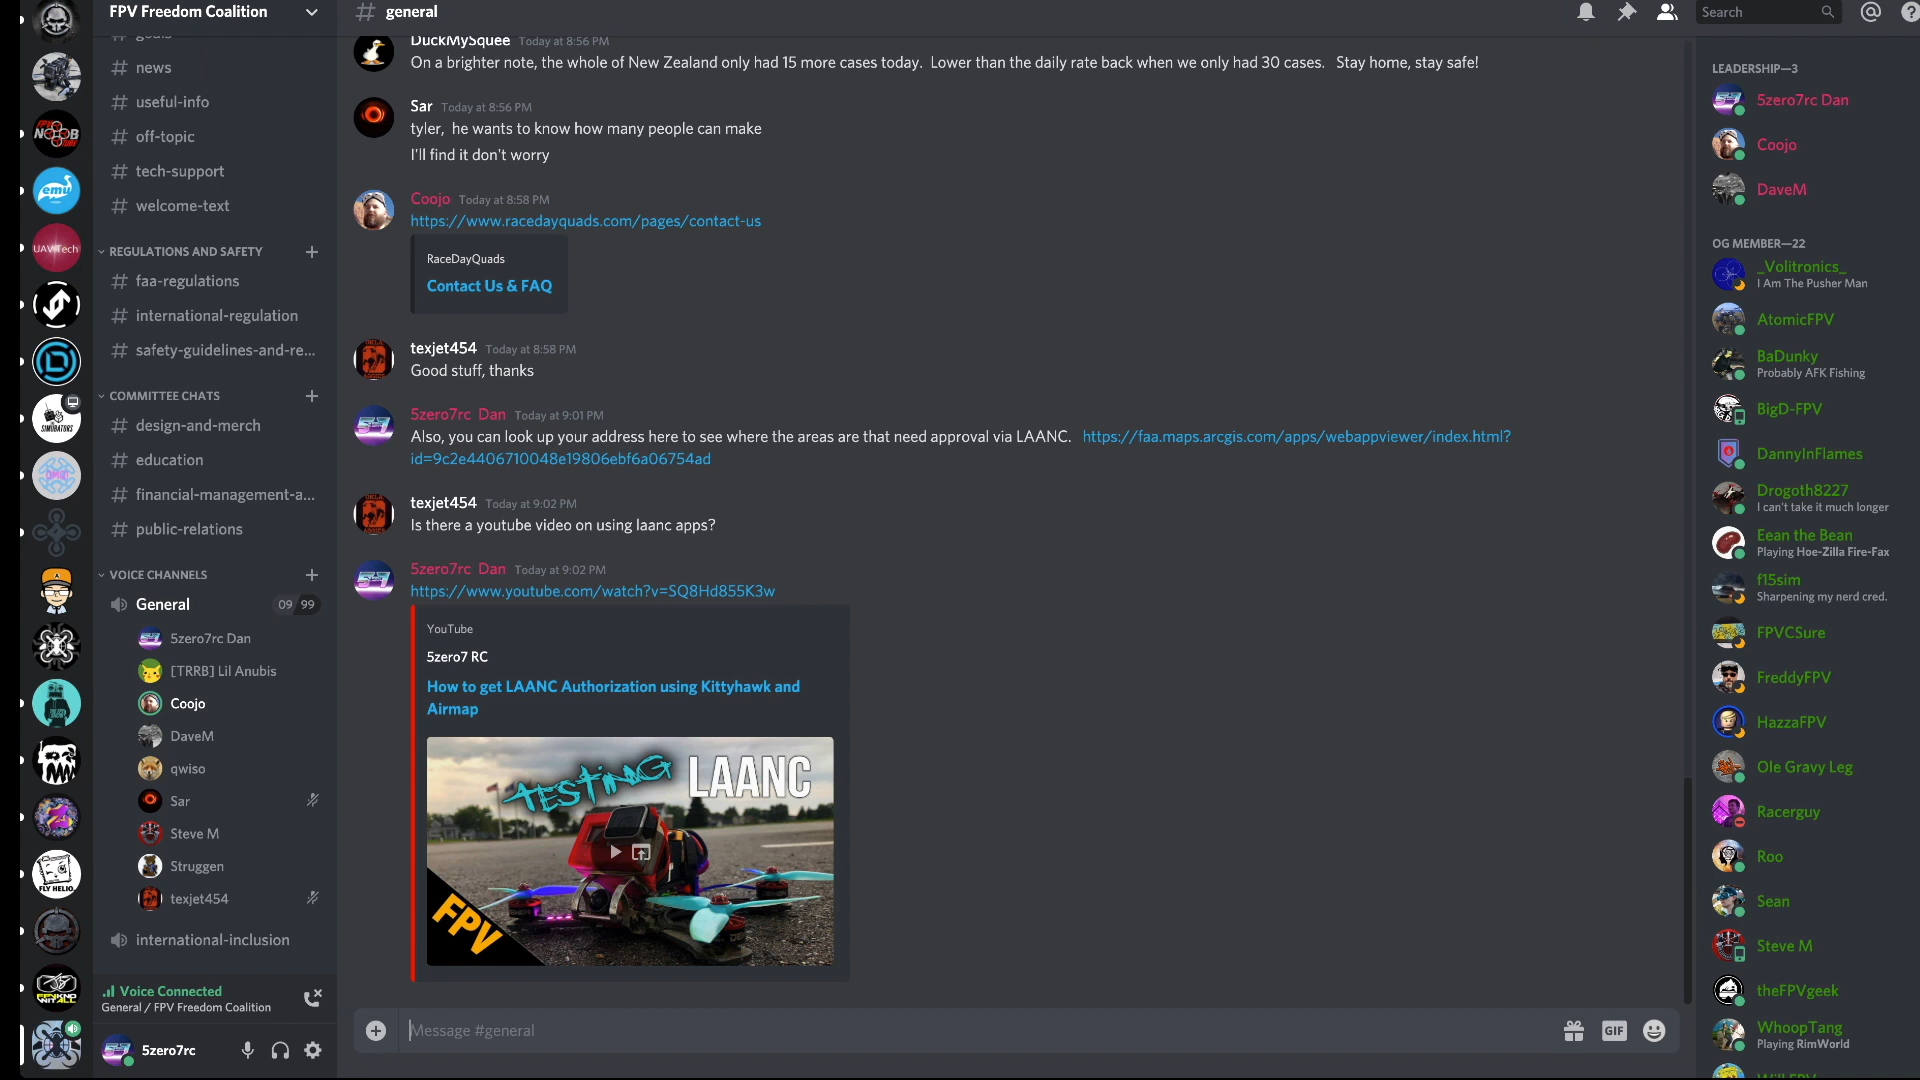 FPV Freedom Coalition
# general
Search
# goals
# news
# useful-info
# off-topic
# tech-support
# welcome-text
REGULATIONS AND SAFETY
# faa-regulations
# international-regulation
# safety-guidelines-and-re...
COMMITTEE CHATS
# design-and-merch
# education
# financial-management-a...
# public-relations
VOICE CHANNELS
General 09 99
5zero7rc Dan
[TRRB] Lil Anubis
Coojo
DaveM
qwiso
Sar
Steve M
Struggen
texjet454
international-inclusion
Voice Connected
General / FPV Freedom Coalition
5zero7rc
emu
UAV Tech
SIMUBATORS
FLY HELIO
DuckMySquee Today at 8:56 PM
On a brighter note, the whole of New Zealand only had 15 more cases today. Lower than the daily rate back when we only had 30 cases. Stay home, stay safe!
Sar Today at 8:56 PM
tyler, he wants to know how many people can make
I'll find it don't worry
Coojo Today at 8:58 PM
https://www.racedayquads.com/pages/contact-us
RaceDayQuads
Contact Us & FAQ
texjet454 Today at 8:58 PM
Good stuff, thanks
5zero7rc Dan Today at 9:01 PM
Also, you can look up your address here to see where the areas are that need approval via LAANC. https://faa.maps.arcgis.com/apps/webappviewer/index.html?
id=9c2e4406710048e19806ebf6a06754ad
texjet454 Today at 9:02 PM
Is there a youtube video on using laanc apps?
5zero7rc Dan Today at 9:02 PM
https://www.youtube.com/watch?v=SQ8Hd855K3w
YouTube
5zero7 RC
How to get LAANC Authorization using Kittyhawk and
Airmap
TESTING LAANC
FPV
Message #general
GIF
LEADERSHIP—3
5zero7rc Dan
Coojo
DaveM
OG MEMBER—22
_Volitronics_
I Am The Pusher Man
AtomicFPV
BaDunky
Probably AFK Fishing
BigD-FPV
DannyInFlames
Drogoth8227
I can't take it much longer
Eean the Bean
Playing Hoe-Zilla Fire-Fax
f15sim
Sharpening my nerd cred.
FPVCSure
FreddyFPV
HazzaFPV
Ole Gravy Leg
Racerguy
Roo
Sean
Steve M
theFPVgeek
WhoopTang
Playing RimWorld